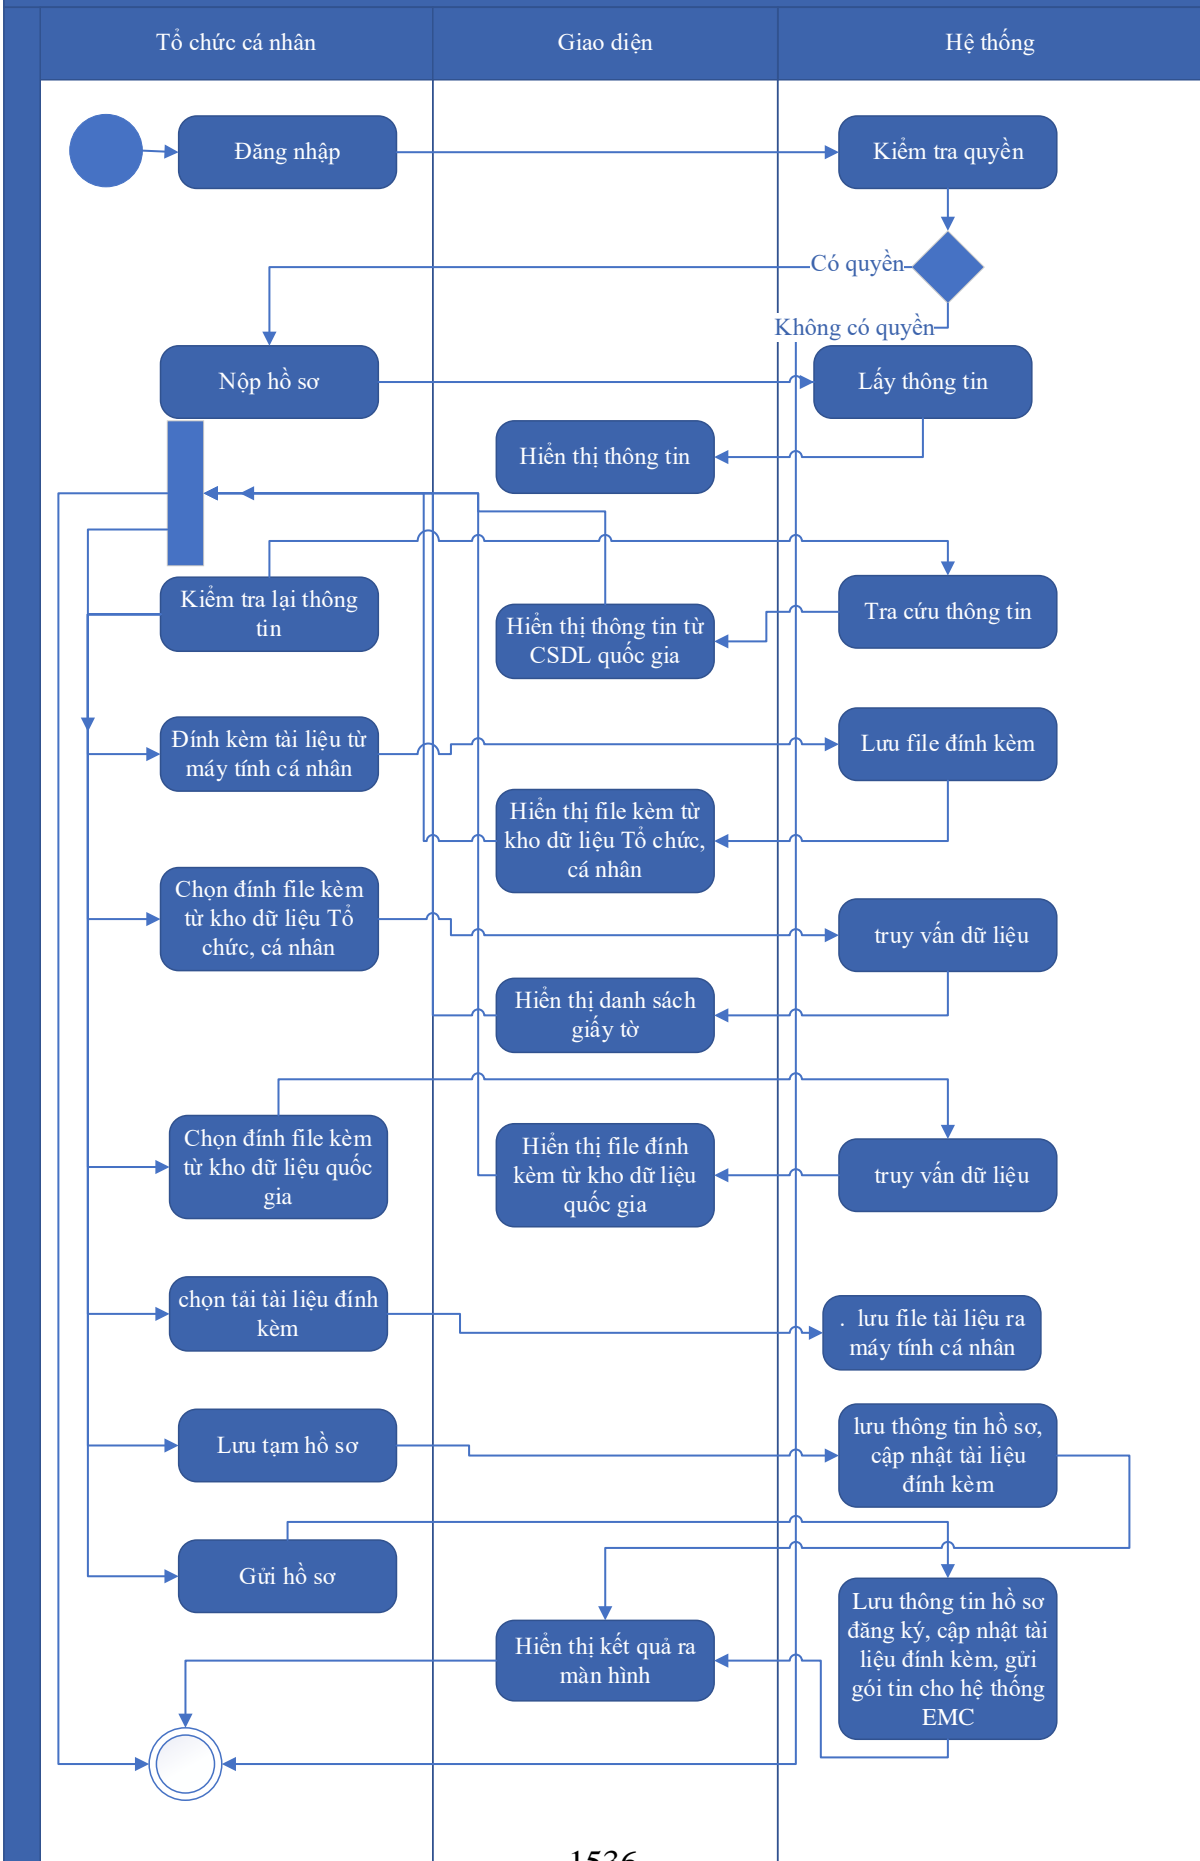 Tổ chức cá nhân
Giao diện
Hệ thống
Đăng nhập
Kiểm tra quyền
Có quyền
Không có quyền
Nộp hồ sơ
Lấy thông tin
Hiển thị thông tin
Kiểm tra lại thông
tin
Tra cứu thông tin
Hiển thị thông tin từ
CSDL quốc gia
Đính kèm tài liệu từ
máy tính cá nhân
Lưu file đính kèm
Hiển thị file kèm từ
kho dữ liệu Tổ chức,
cá nhân
Chọn đính file kèm
từ kho dữ liệu Tổ
chức, cá nhân
truy vấn dữ liệu
Hiển thị danh sách
giấy tờ
Chọn đính file kèm
từ kho dữ liệu quốc
gia
Hiển thị file đính
kèm từ kho dữ liệu
quốc gia
truy vấn dữ liệu
chọn tải tài liệu đính
kèm
. lưu file tài liệu ra
máy tính cá nhân
Lưu tạm hồ sơ
lưu thông tin hồ sơ,
cập nhật tài liệu
đính kèm
Gửi hồ sơ
Lưu thông tin hồ sơ
đăng ký, cập nhật tài
liệu đính kèm, gửi
gói tin cho hệ thống
EMC
Hiển thị kết quả ra
màn hình
1536